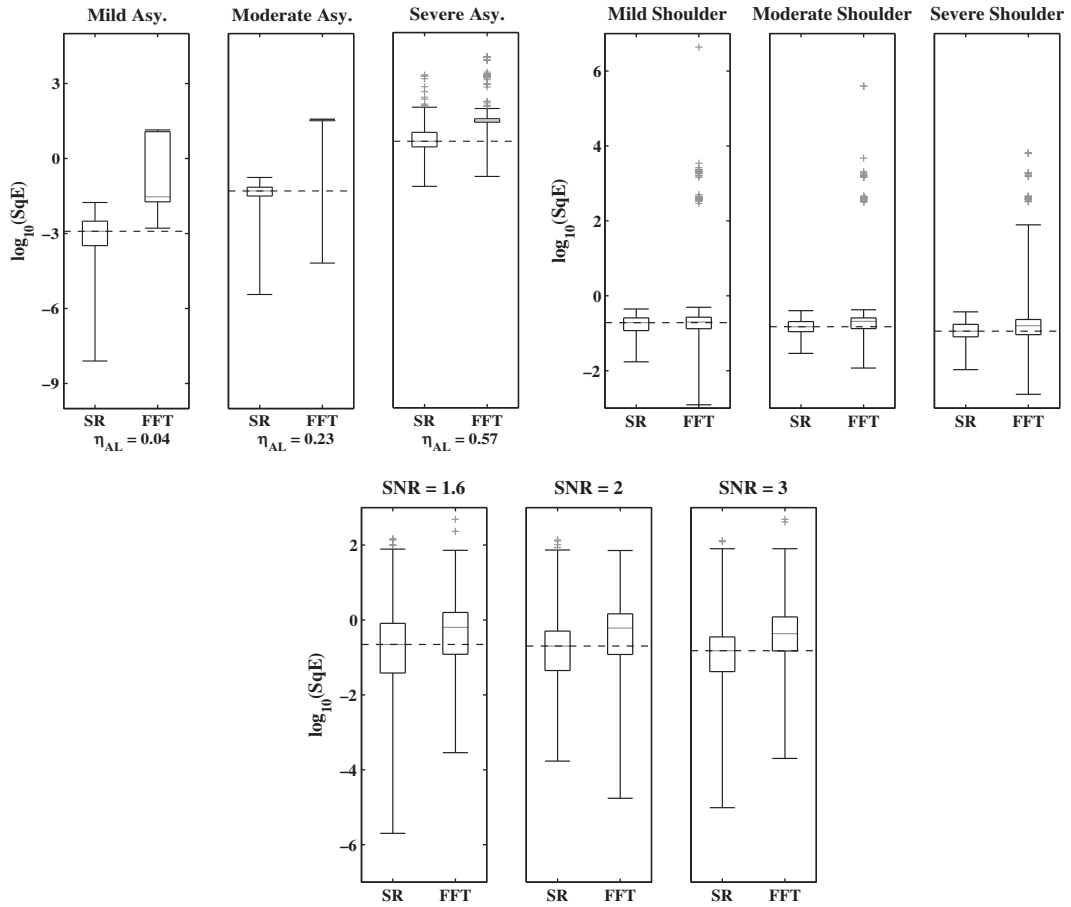 Mild Asy. Moderate Asy. Severe Asy.
Mild Shoulder Moderate Shoulder Severe Shoulder
log10(SqE)
3
0
−3
−6
−9
SR FFT
ηAL = 0.04
SR FFT
ηAL = 0.23
SR FFT
ηAL = 0.57
log10(SqE)
6
4
2
0
−2
SR FFT
SR FFT
SR FFT
SNR = 1.6 SNR = 2 SNR = 3
log10(SqE)
2
0
−2
−4
−6
SR FFT
SR FFT
SR FFT